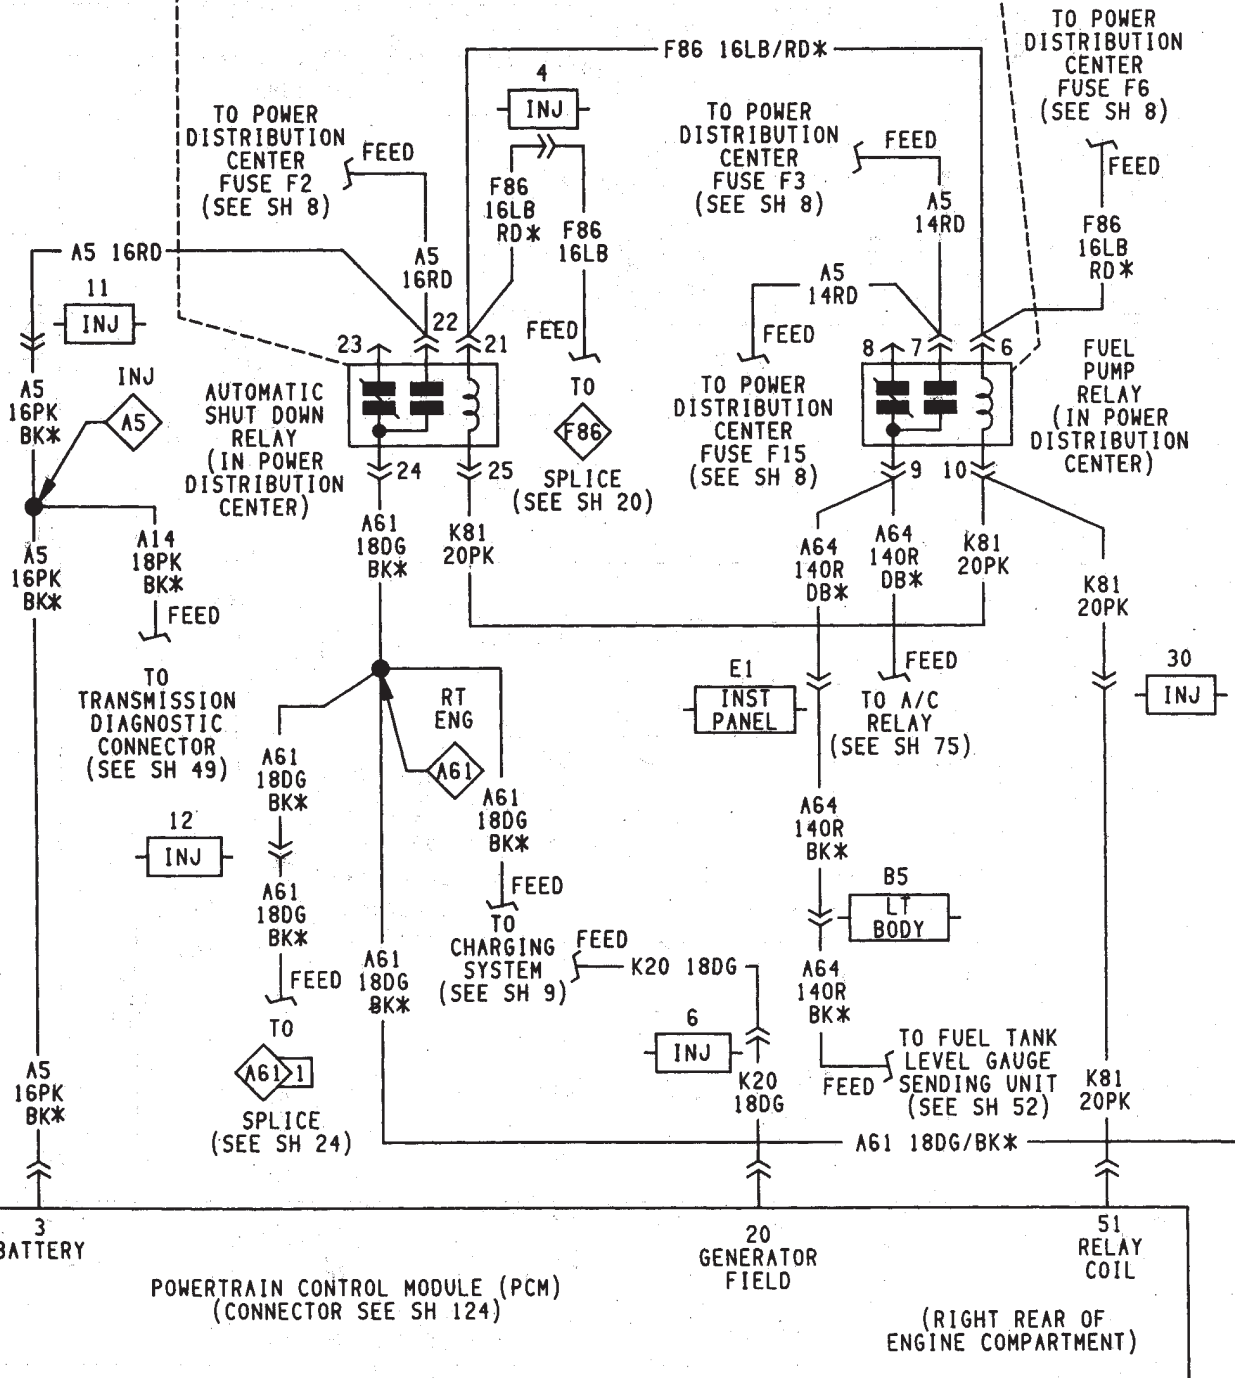 TO POWER
DISTRIBUTION
CENTER
FUSE F6
(SEE SH 8)
FEED
F86 16LB/RD*
4
INJ
TO POWER
DISTRIBUTION
CENTER
FUSE F2
(SEE SH 8)
FEED
TO POWER
DISTRIBUTION
CENTER
FUSE F3
(SEE SH 8)
FEED
F86
16LB
RD*
F86
16LB
A5
14RD
F86
16LB
RD*
A5 16RD
A5
16RD
A5
14RD
11
INJ
22
23
21
FEED
FEED
8
7
6
A5
16PK
BK*
INJ
A5
AUTOMATIC
SHUT DOWN
RELAY
(IN POWER
DISTRIBUTION
CENTER)
TO
F86
SPLICE
(SEE SH 20)
TO POWER
DISTRIBUTION
CENTER
FUSE F15
(SEE SH 8)
FUEL
PUMP
RELAY
(IN POWER
DISTRIBUTION
CENTER)
24
25
9
10
A5
16PK
BK*
A14
18PK
BK*
FEED
A61
18DG
BK*
K81
20PK
A64
14OR
DB*
A64
14OR
DB*
K81
20PK
K81
20PK
TO
TRANSMISSION
DIAGNOSTIC
CONNECTOR
(SEE SH 49)
RT
ENG
A61
E1
INST
PANEL
FEED
TO A/C
RELAY
(SEE SH 75)
30
INJ
A61
18DG
BK*
12
INJ
A61
18DG
BK*
A61
18DG
BK*
FEED
TO
CHARGING
SYSTEM
(SEE SH 9)
A64
14OR
BK*
B5
LT
BODY
FEED
K20 18DG
A61
18DG
BK*
FEED
TO
A61 1
SPLICE
(SEE SH 24)
A64
14OR
BK*
6
INJ
K20
18DG
FEED
TO FUEL TANK
LEVEL GAUGE
SENDING UNIT
(SEE SH 52)
A5
16PK
BK*
K81
20PK
A61 18DG/BK*
3
BATTERY
20
GENERATOR
FIELD
51
RELAY
COIL
POWERTRAIN CONTROL MODULE (PCM)
(CONNECTOR SEE SH 124)
(RIGHT REAR OF
ENGINE COMPARTMENT)